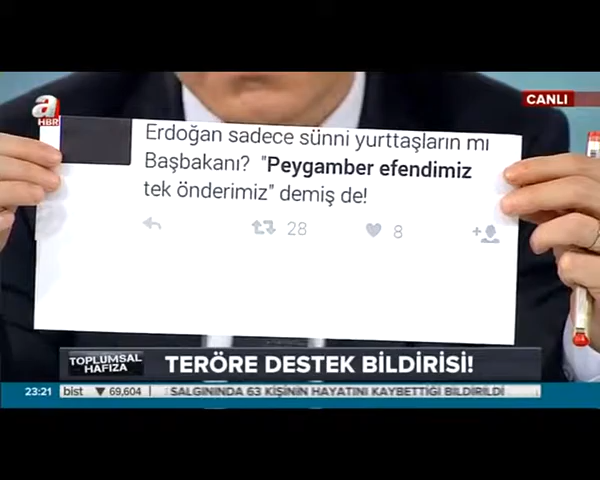 a
HBR
CANLI
Erdoğan sadece sünni yurttaşların mı
Başbakanı? "Peygamber efendimiz
tek önderimiz" demiş de!
28
8
TOPLUMSAL
HAFIZA
TERÖRE DESTEK BİLDİRİSİ!
23:21
bist ▼ 69,604
SALGININDA 63 KİŞİNİN HAYATINI KAYBETTİĞİ BİLDİRİLDİ